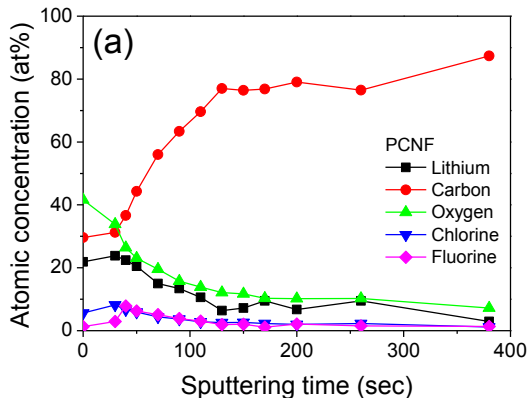 (a)
Atomic concentration (at%)
100
80
60
40
20
0
PCNF
Lithium
Carbon
Oxygen
Chlorine
Fluorine
0 100 200 300 400
Sputtering time (sec)